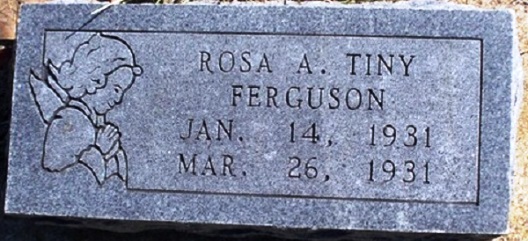 ROSA A. TINY
FERGUSON
JAN. 14, 1931
MAR. 26, 1931